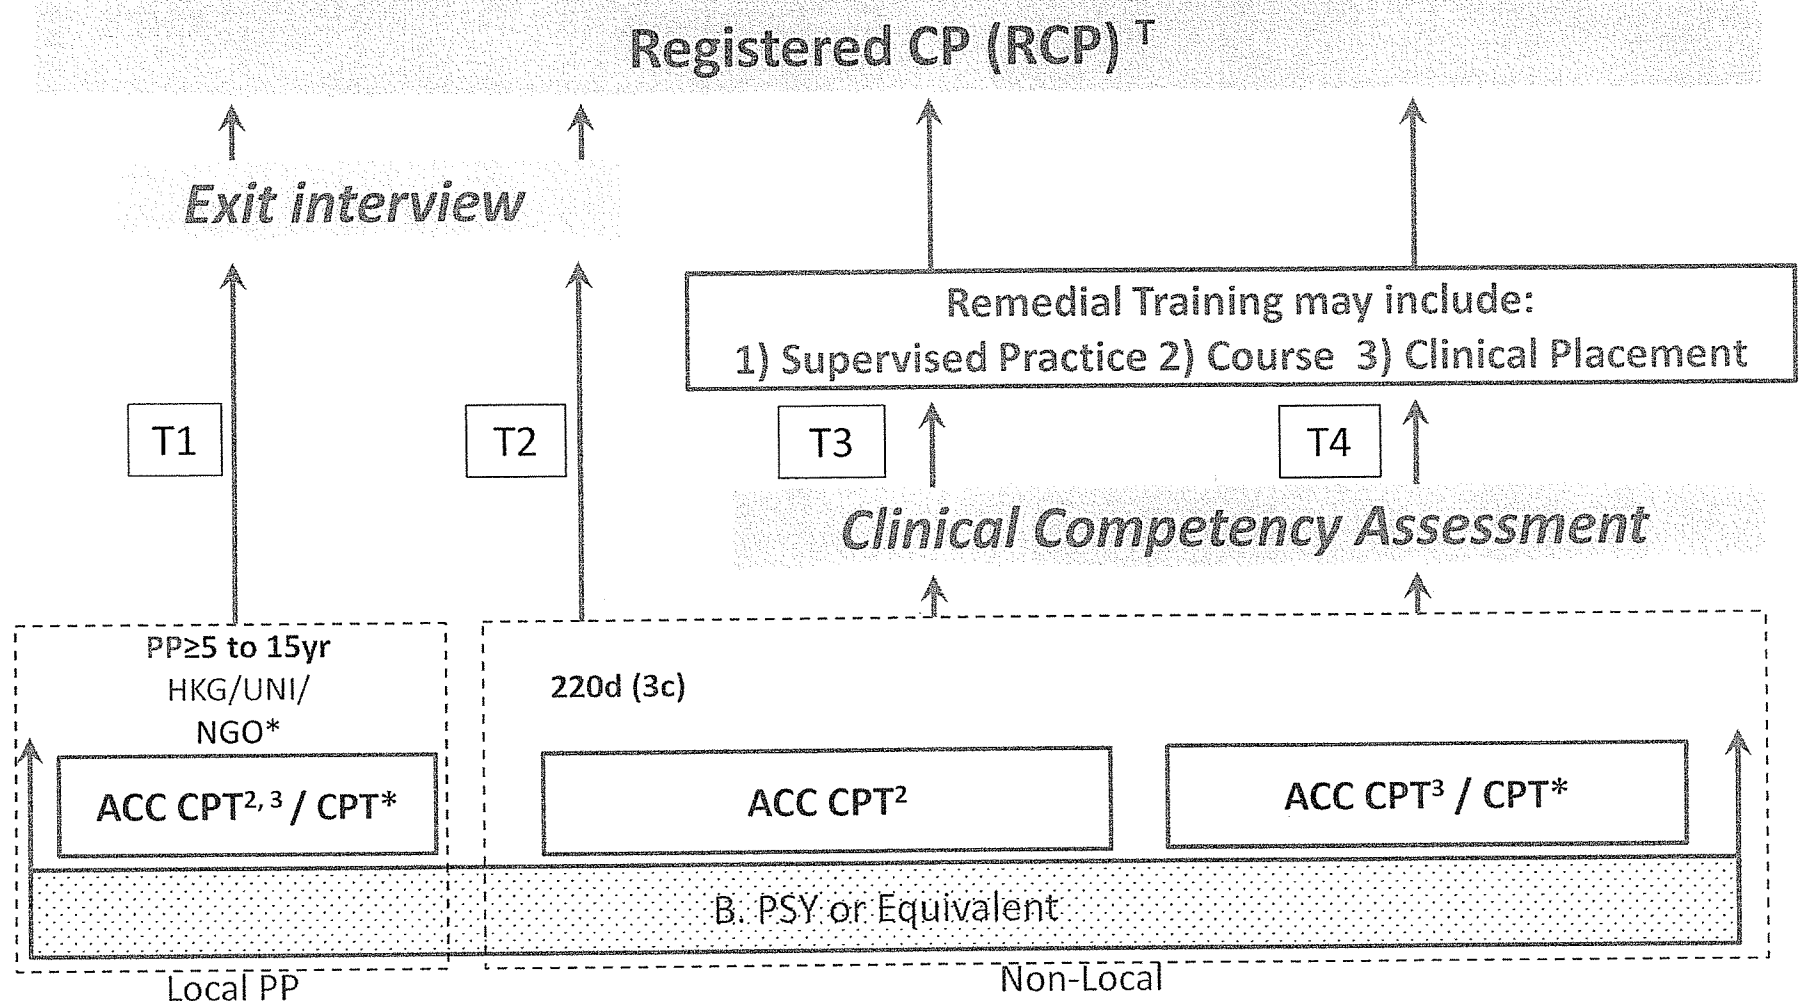 Registered CP (RCP) ᵀ
Exit interview
Remedial Training may include:
1) Supervised Practice 2) Course 3) Clinical Placement
T1
T2
T3
T4
Clinical Competency Assessment
PP≥5 to 15yr
HKG/UNI/
NGO*
220d (3c)
ACC CPT²,³ / CPT*
ACC CPT²
ACC CPT³ / CPT*
B. PSY or Equivalent
Local PP
Non-Local